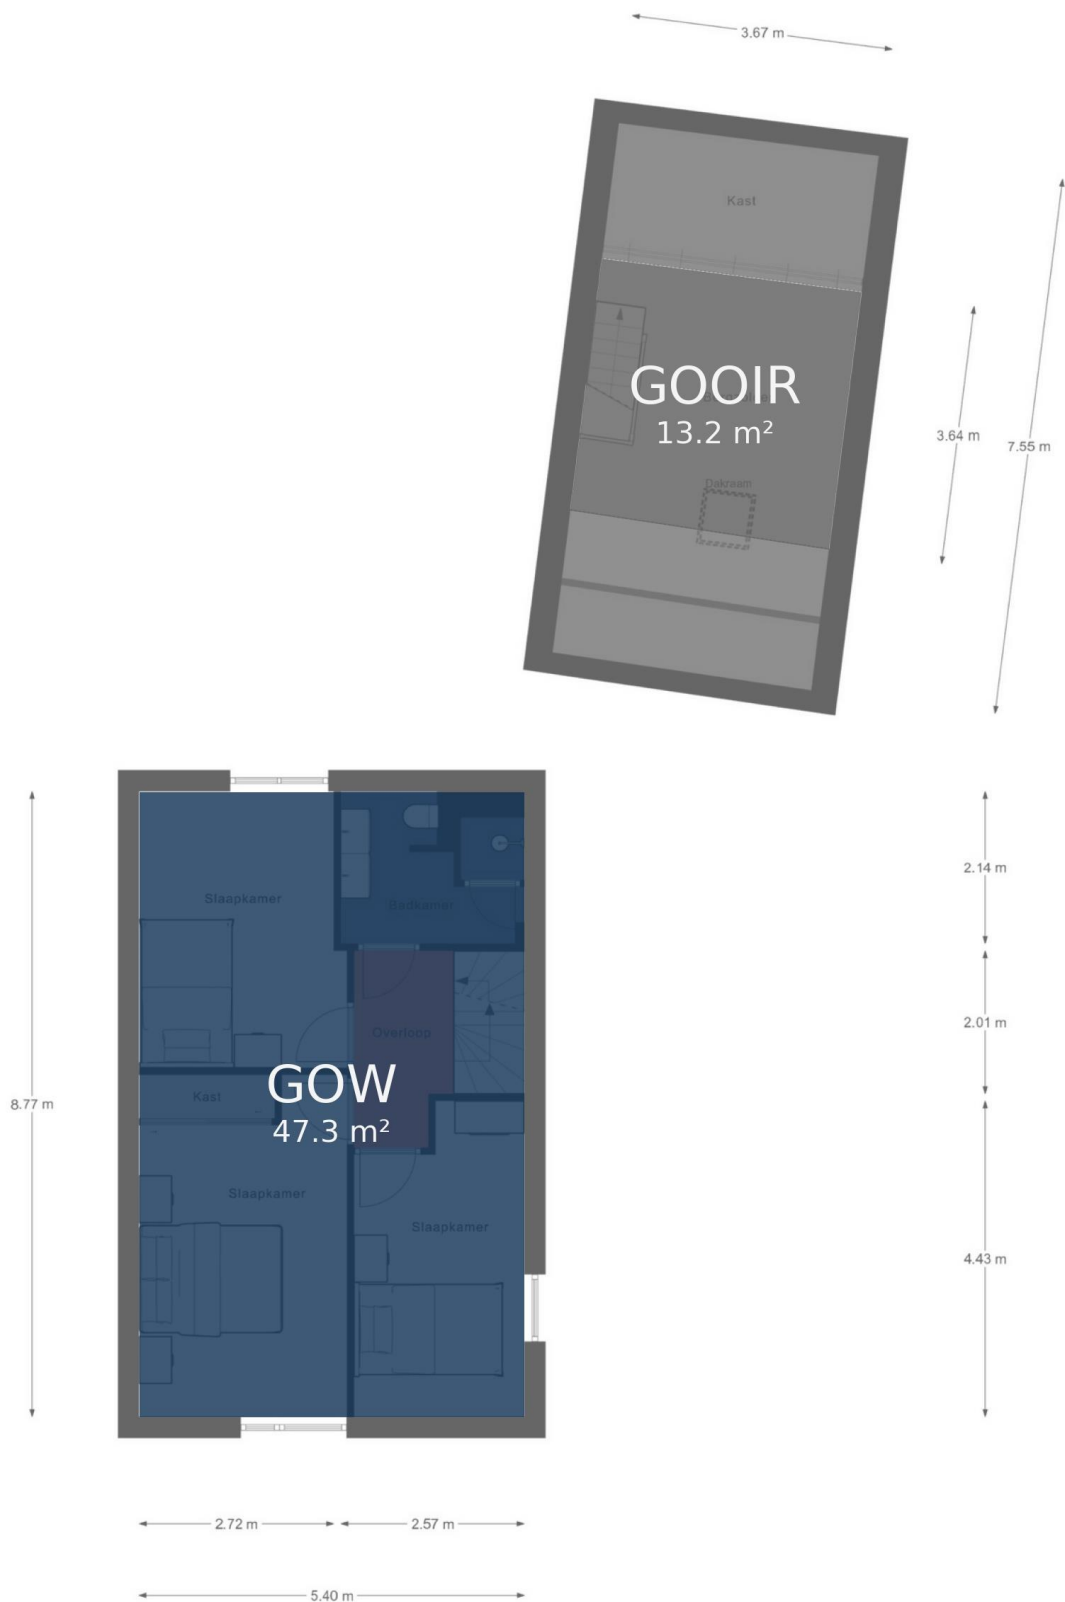 3.67 m
Kast
GOOIR
13.2 m²
3.64 m
7.55 m
Dakraam
2.14 m
Slaapkamer
Badkamer
2.01 m
Overloop
GOW
47.3 m²
Kast
8.77 m
Slaapkamer
Slaapkamer
4.43 m
2.72 m
2.57 m
5.40 m